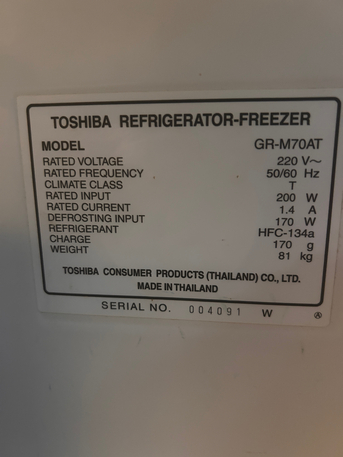 TOSHIBA REFRIGERATOR-FREEZER
MODEL GR-M70AT
RATED VOLTAGE 220 V~
RATED FREQUENCY 50/60 Hz
CLIMATE CLASS T
RATED INPUT 200 W
RATED CURRENT 1.4 A
DEFROSTING INPUT 170 W
REFRIGERANT HFC-134a
CHARGE 170 g
WEIGHT 81 kg
TOSHIBA CONSUMER PRODUCTS (THAILAND) CO., LTD.
MADE IN THAILAND
SERIAL NO. 004091 W Ⓐ